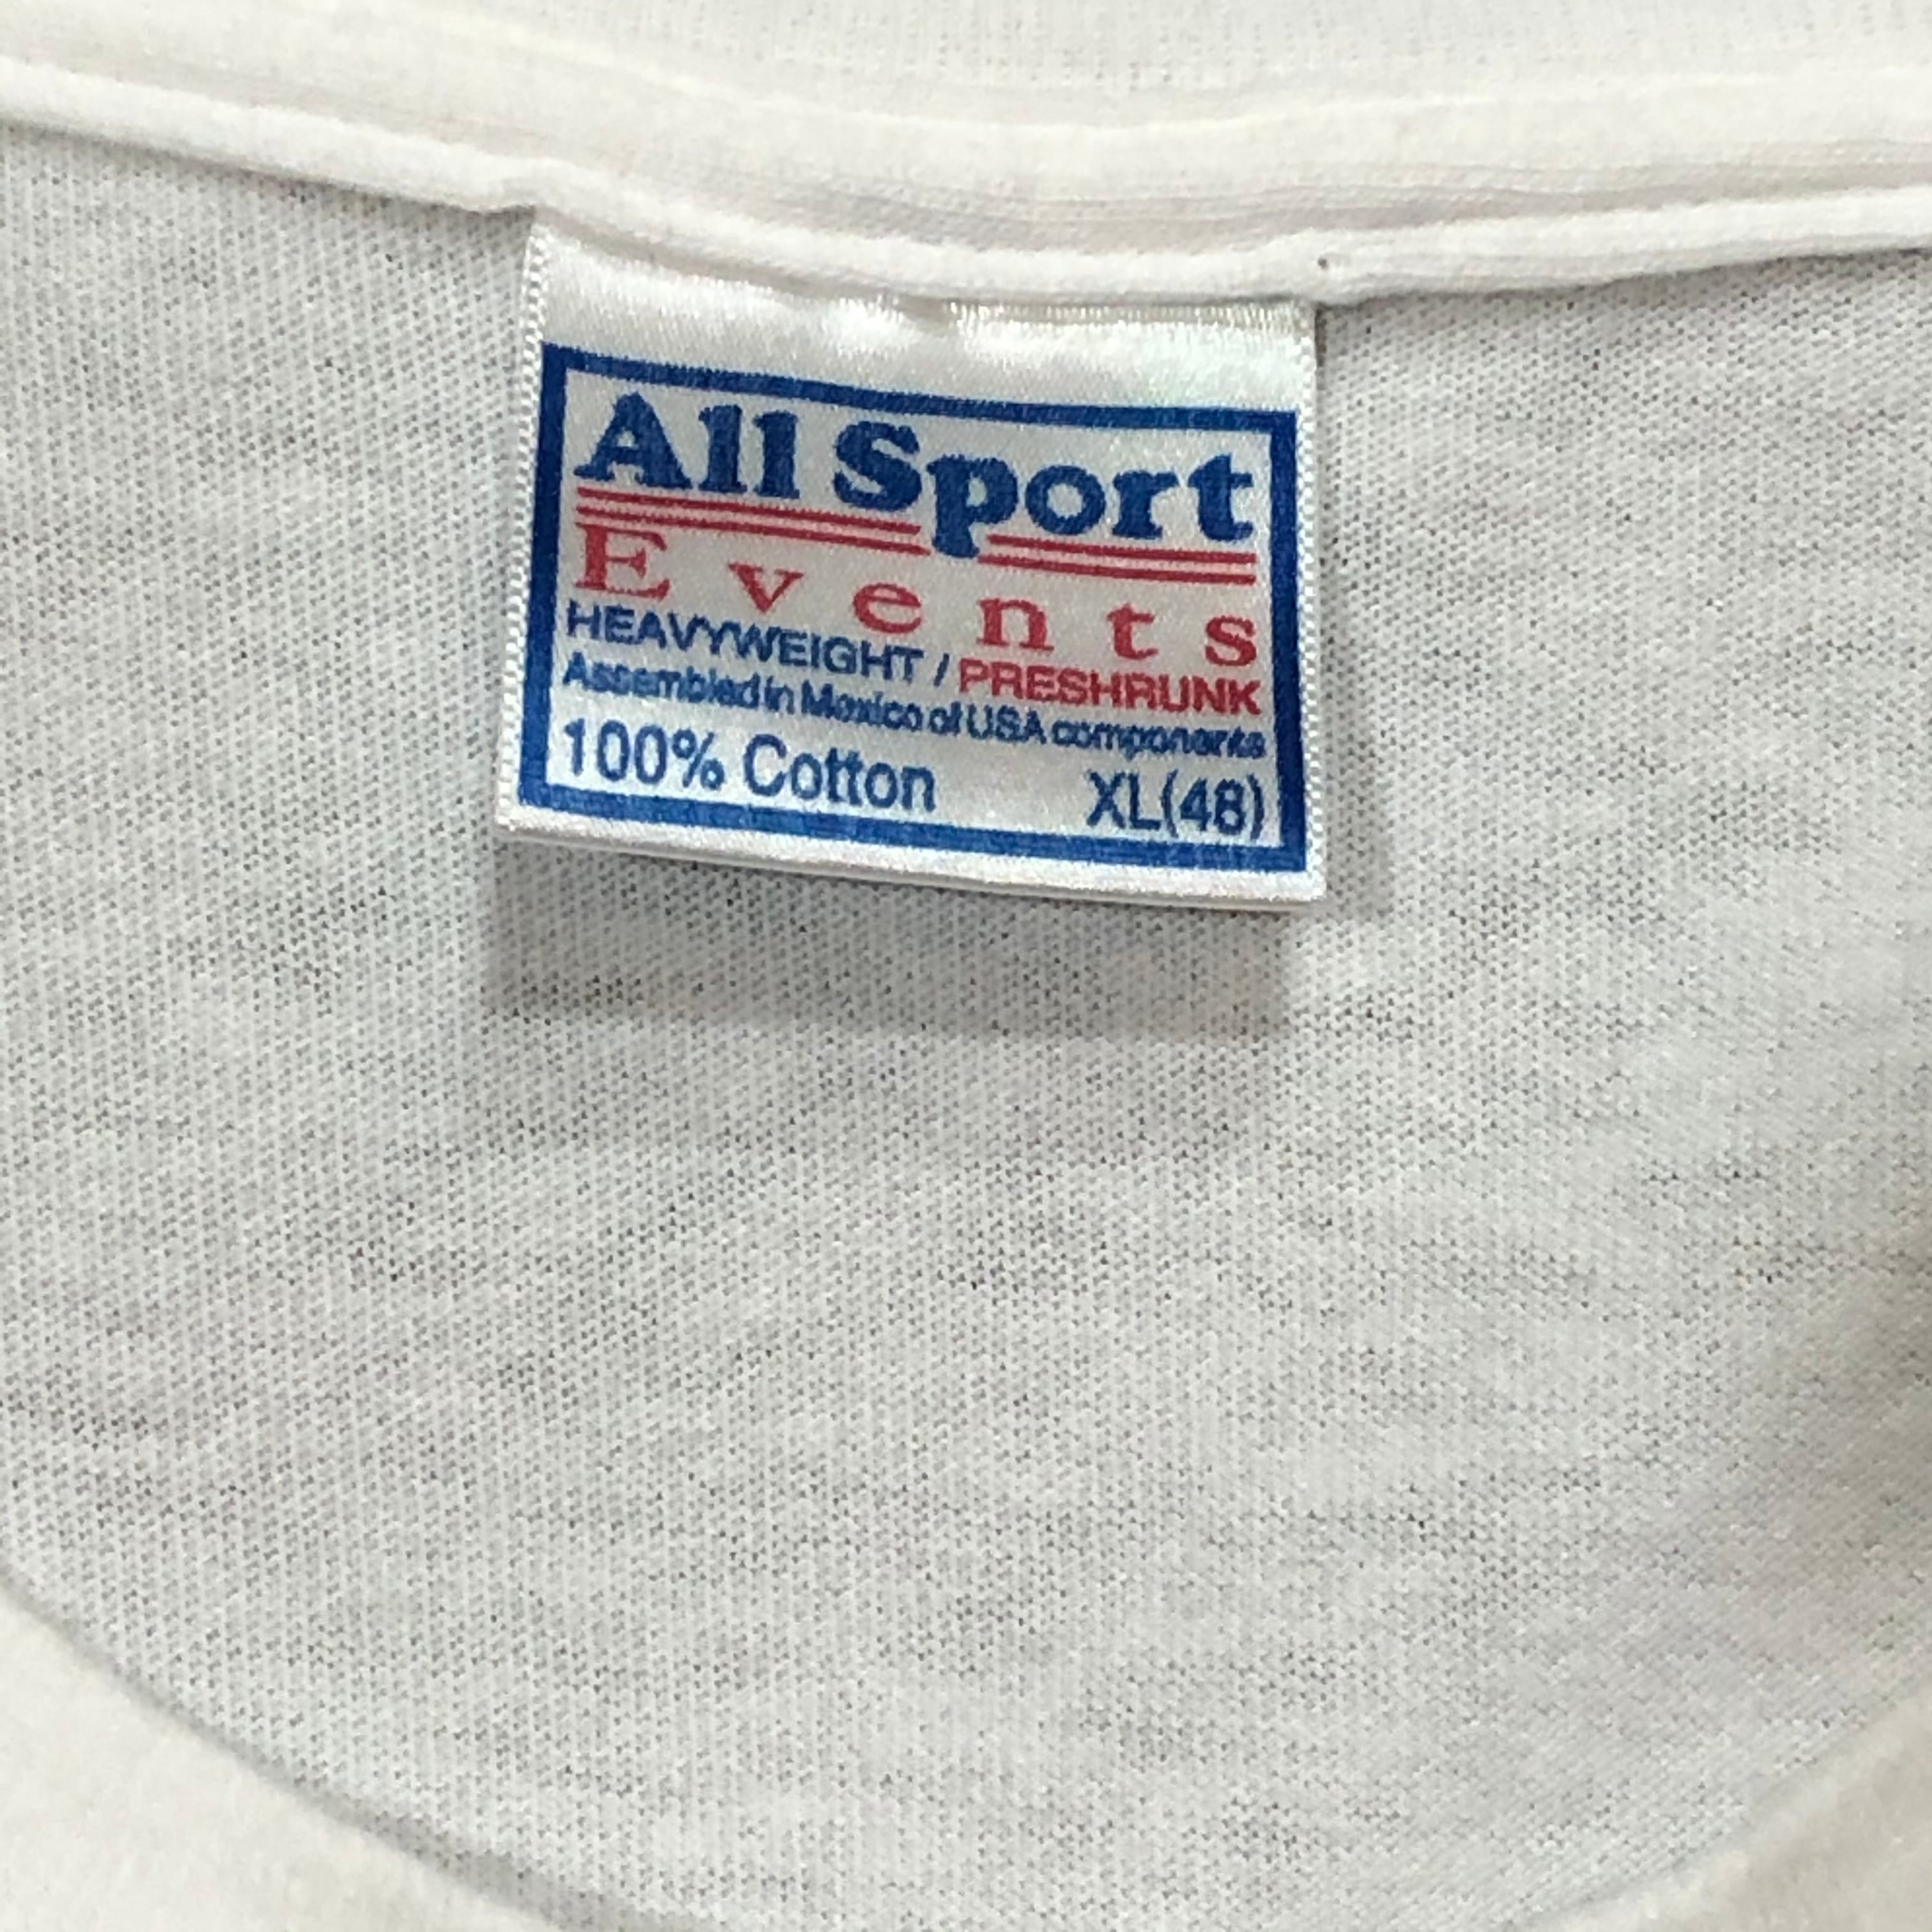 All Sport
Events
HEAVYWEIGHT / PRESHRUNK
Assembled in Mexico of USA components
100% Cotton XL(48)